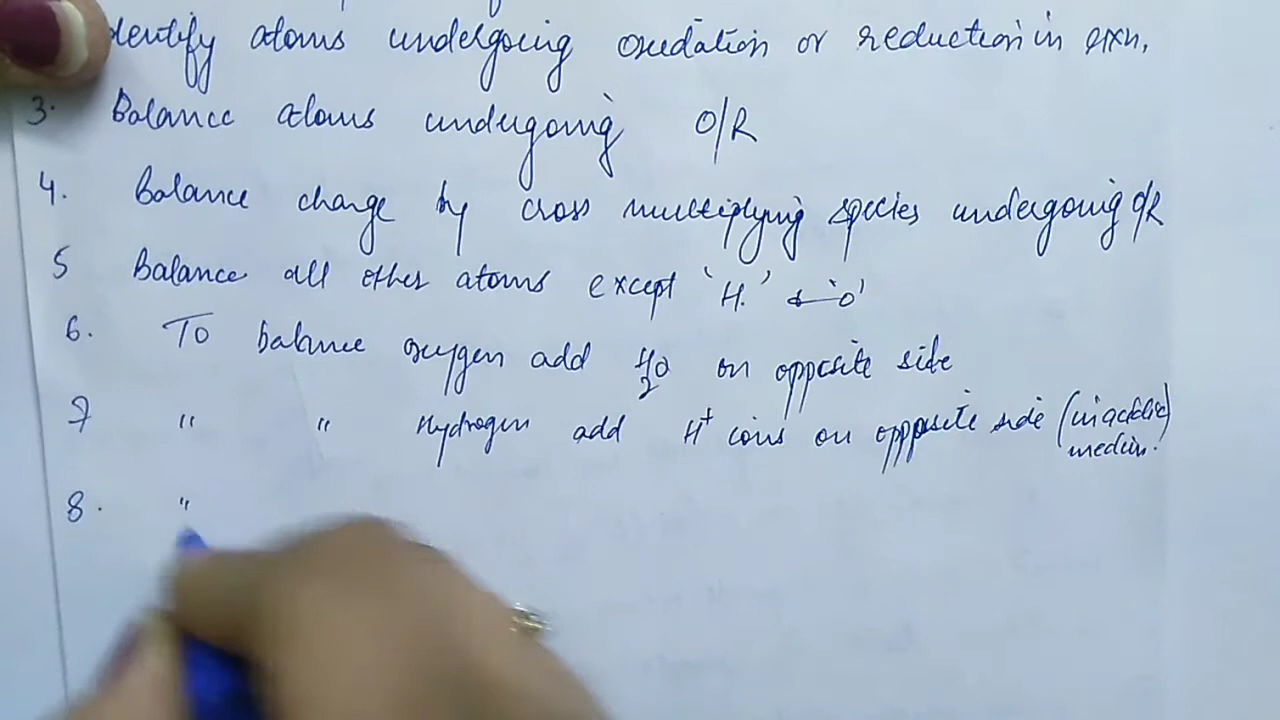 dentify atoms undergoing oxidation or reduction in rxn.
3. Balance atoms undergoing O/R
4. Balance charge by cross multiplying species undergoing O/R
5 Balance all other atoms except 'H' & 'O'
6. To balance oxygen add H2O on opposite side
7 " " Hydrogen add H+ ions on opposite side (in acidic medium.)
8. "